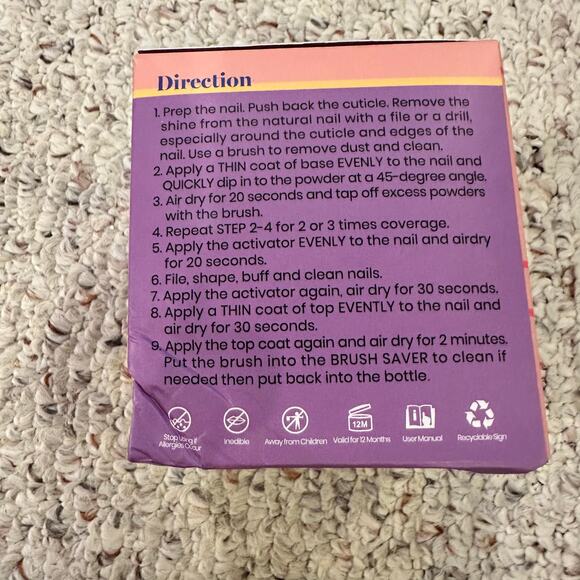 Direction
1. Prep the nail. Push back the cuticle. Remove the
shine from the natural nail with a file or a drill,
especially around the cuticle and edges of the
nail. Use a brush to remove dust and clean.
2. Apply a THIN coat of base EVENLY to the nail and
QUICKLY dip in to the powder at a 45-degree angle.
3. Air dry for 20 seconds and tap off excess powders
with the brush.
4. Repeat STEP 2-4 for 2 or 3 times coverage.
5. Apply the activator EVENLY to the nail and airdry
for 20 seconds.
6. File, shape, buff and clean nails.
7. Apply the activator again, air dry for 30 seconds.
8. Apply a THIN coat of top EVENTLY to the nail and
air dry for 30 seconds.
9. Apply the top coat again and air dry for 2 minutes.
Put the brush into the BRUSH SAVER to clean if
needed then put back into the bottle.
12M
Stop using if
Allergies Occur
Inedible
Away from Children
Valid for 12 Months
User Manual
Recyclable Sign